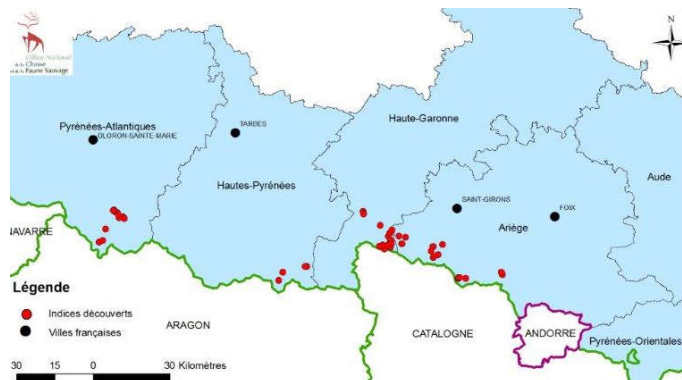 Office National
de la Chasse
et de la Faune Sauvage
N
Pyrénées-Atlantiques
OLORON-SAINTE-MARIE
TARBES
Haute-Garonne
Hautes-Pyrénées
SAINT-GIRONS
FOIX
Aude
Ariège
NAVARRE
Légende
Indices découverts
Villes françaises
ARAGON
CATALOGNE
ANDORRE
Pyrénées-Orientales
30 15 0 30 Kilomètres